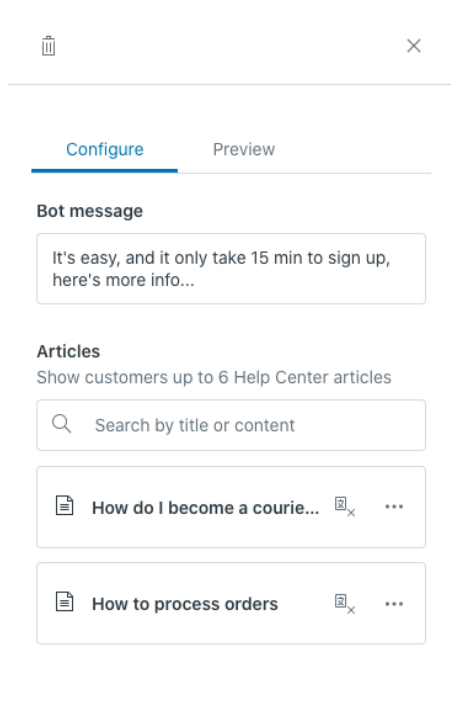 Configure
Preview
Bot message
It's easy, and it only take 15 min to sign up,
here's more info...
Articles
Show customers up to 6 Help Center articles
Search by title or content
How do I become a courie...
How to process orders